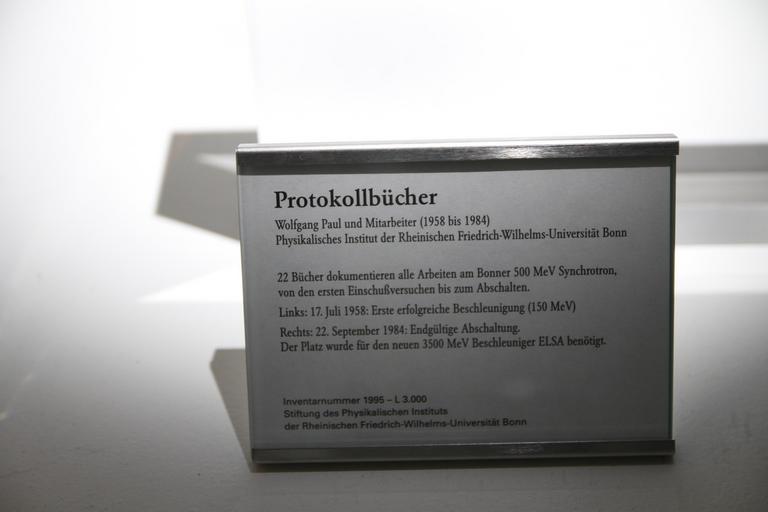 Protokollbücher
Wolfgang Paul und Mitarbeiter (1958 bis 1984)
Physikalisches Institut der Rheinischen Friedrich-Wilhelms-Universität Bonn
22 Bücher dokumentieren alle Arbeiten am Bonner 500 MeV Synchrotron,
von den ersten Einschußversuchen bis zum Abschalten.
Links: 17. Juli 1958: Erste erfolgreiche Beschleunigung (150 MeV)
Rechts: 22. September 1984: Endgültige Abschaltung.
Der Platz wurde für den neuen 3500 MeV Beschleuniger ELSA benötigt.
Inventarnummer 1995 – L 3.000
Stiftung des Physikalischen Instituts
der Rheinischen Friedrich-Wilhelms-Universität Bonn